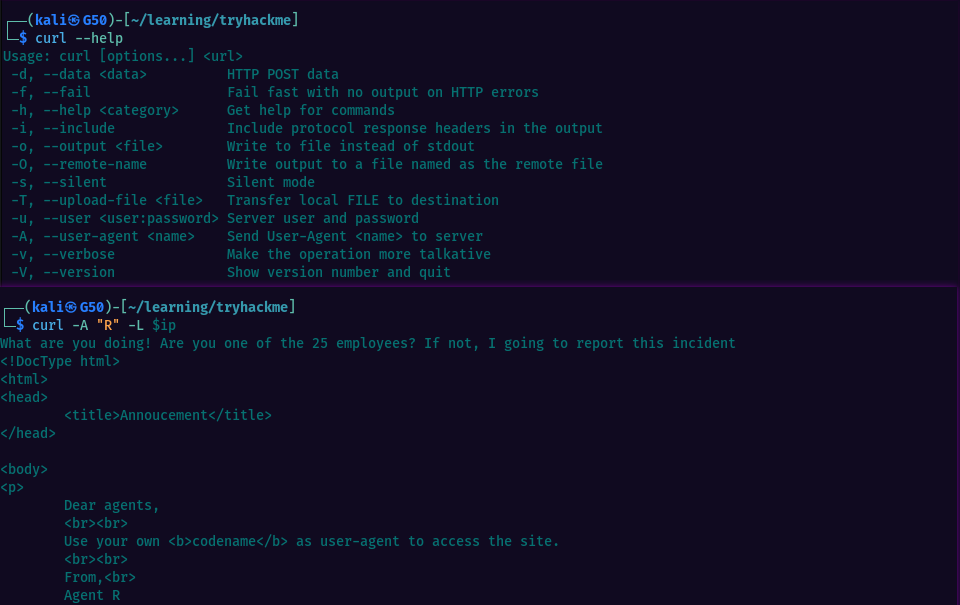 ┌──(kali㉿G50)-[~/learning/tryhackme]
└─$ curl --help
Usage: curl [options...] <url>
 -d, --data <data>          HTTP POST data
 -f, --fail                 Fail fast with no output on HTTP errors
 -h, --help <category>      Get help for commands
 -i, --include              Include protocol response headers in the output
 -o, --output <file>        Write to file instead of stdout
 -O, --remote-name          Write output to a file named as the remote file
 -s, --silent               Silent mode
 -T, --upload-file <file>   Transfer local FILE to destination
 -u, --user <user:password> Server user and password
 -A, --user-agent <name>    Send User-Agent <name> to server
 -v, --verbose              Make the operation more talkative
 -V, --version              Show version number and quit
┌──(kali㉿G50)-[~/learning/tryhackme]
└─$ curl -A "R" -L $ip
What are you doing! Are you one of the 25 employees? If not, I going to report this incident
<!DocType html>
<html>
<head>
        <title>Annoucement</title>
</head>
<body>
<p>
        Dear agents,
        <br><br>
        Use your own <b>codename</b> as user-agent to access the site.
        <br><br>
        From,<br>
        Agent R